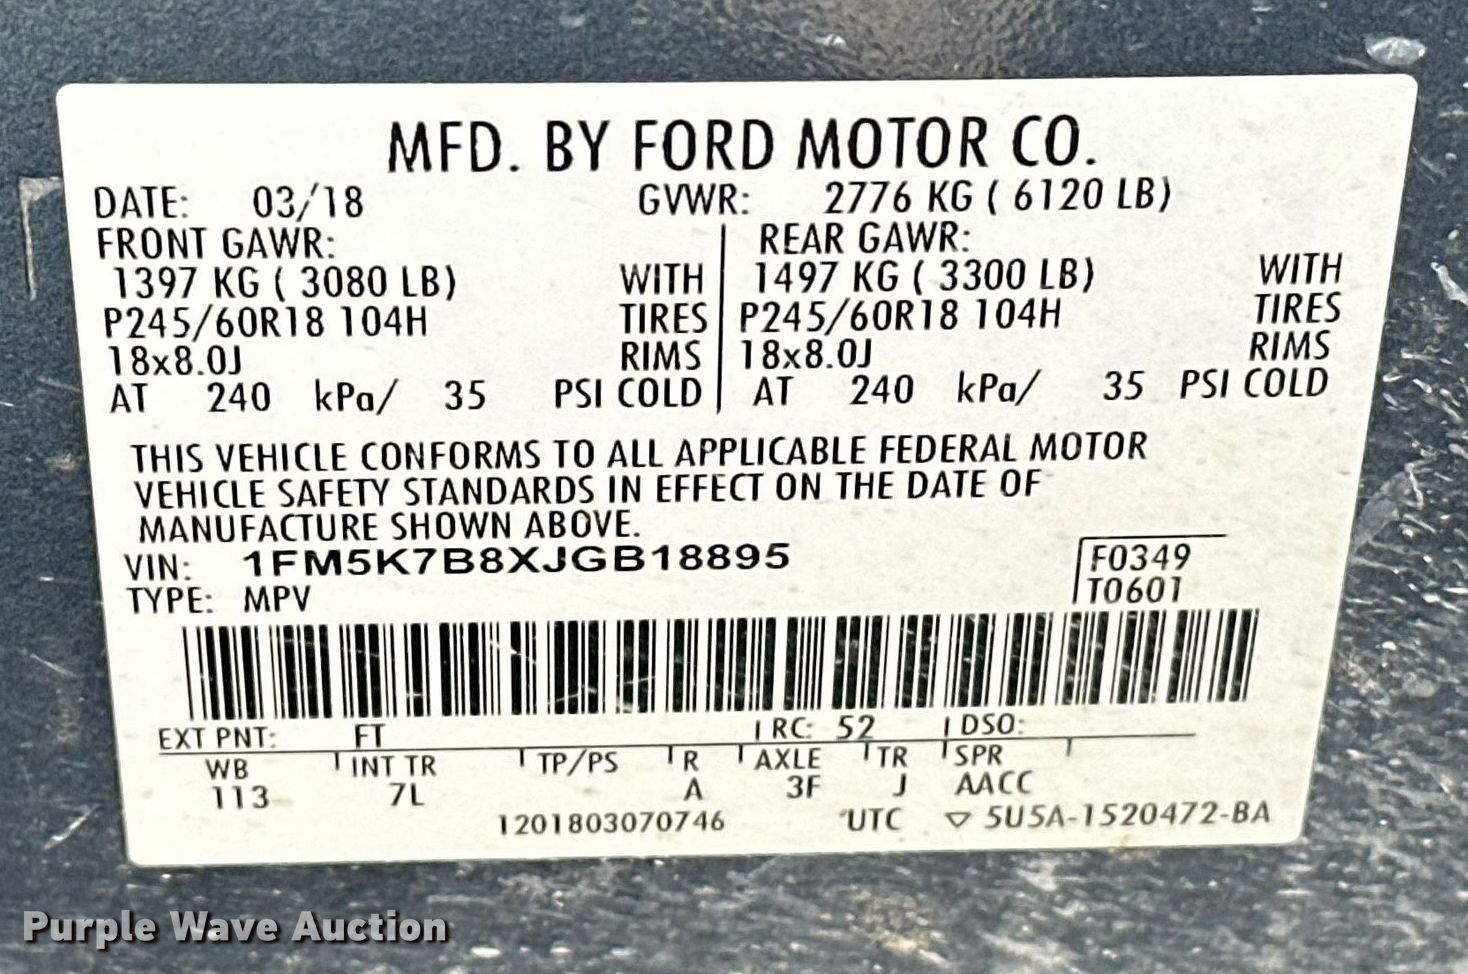 MFD. BY FORD MOTOR CO.
DATE: 03/18 GVWR: 2776 KG ( 6120 LB)
FRONT GAWR: REAR GAWR:
1397 KG ( 3080 LB) WITH 1497 KG ( 3300 LB) WITH
P245/60R18 104H TIRES P245/60R18 104H TIRES
18x8.0J RIMS 18x8.0J RIMS
AT 240 kPa/ 35 PSI COLD AT 240 kPa/ 35 PSI COLD
THIS VEHICLE CONFORMS TO ALL APPLICABLE FEDERAL MOTOR
VEHICLE SAFETY STANDARDS IN EFFECT ON THE DATE OF
MANUFACTURE SHOWN ABOVE.
VIN: 1FM5K7B8XJGB18895 F0349
TYPE: MPV T0601
EXT PNT: FT RC: 52 DSO:
WB INT TR TP/PS R AXLE TR SPR
113 7L A 3F J AACC
1201803070746 UTC ▽ 5U5A-1520472-BA
Purple Wave Auction